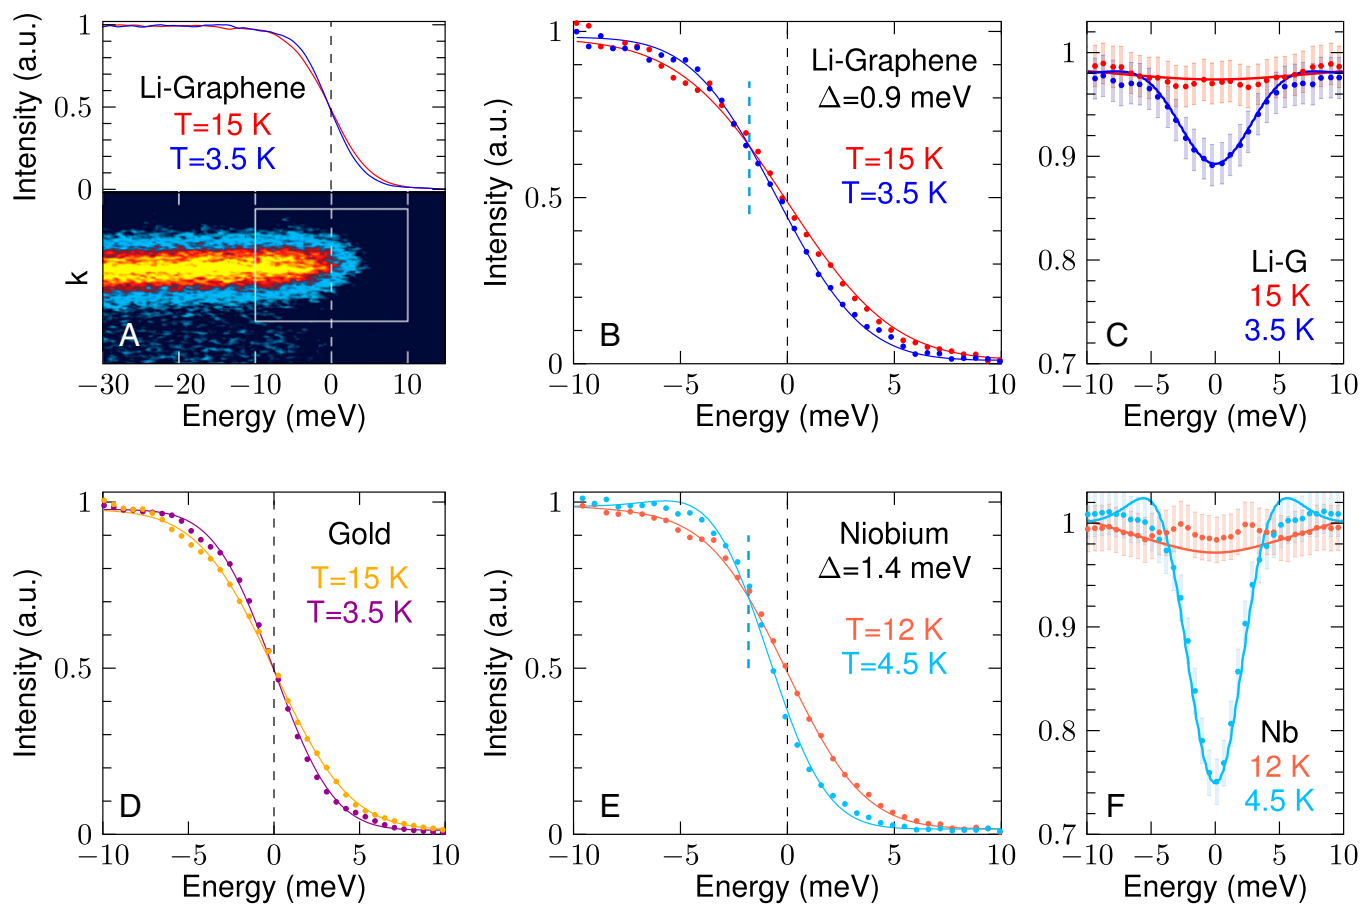 Intensity (a.u.)
1
0.5
0
Li-Graphene
T=15 K
T=3.5 K
k
A
−30 −20 −10 0 10
Energy (meV)
Intensity (a.u.)
1
0.5
0
Li-Graphene
Δ=0.9 meV
T=15 K
T=3.5 K
B
−10 −5 0 5 10
Energy (meV)
1
0.9
0.8
0.7
Li-G
15 K
3.5 K
C
−10 −5 0 5 10
Energy (meV)
Intensity (a.u.)
1
0.5
0
Gold
T=15 K
T=3.5 K
D
−10 −5 0 5 10
Energy (meV)
Intensity (a.u.)
1
0.5
0
Niobium
Δ=1.4 meV
T=12 K
T=4.5 K
E
−10 −5 0 5 10
Energy (meV)
1
0.9
0.8
0.7
Nb
12 K
4.5 K
F
−10 −5 0 5 10
Energy (meV)